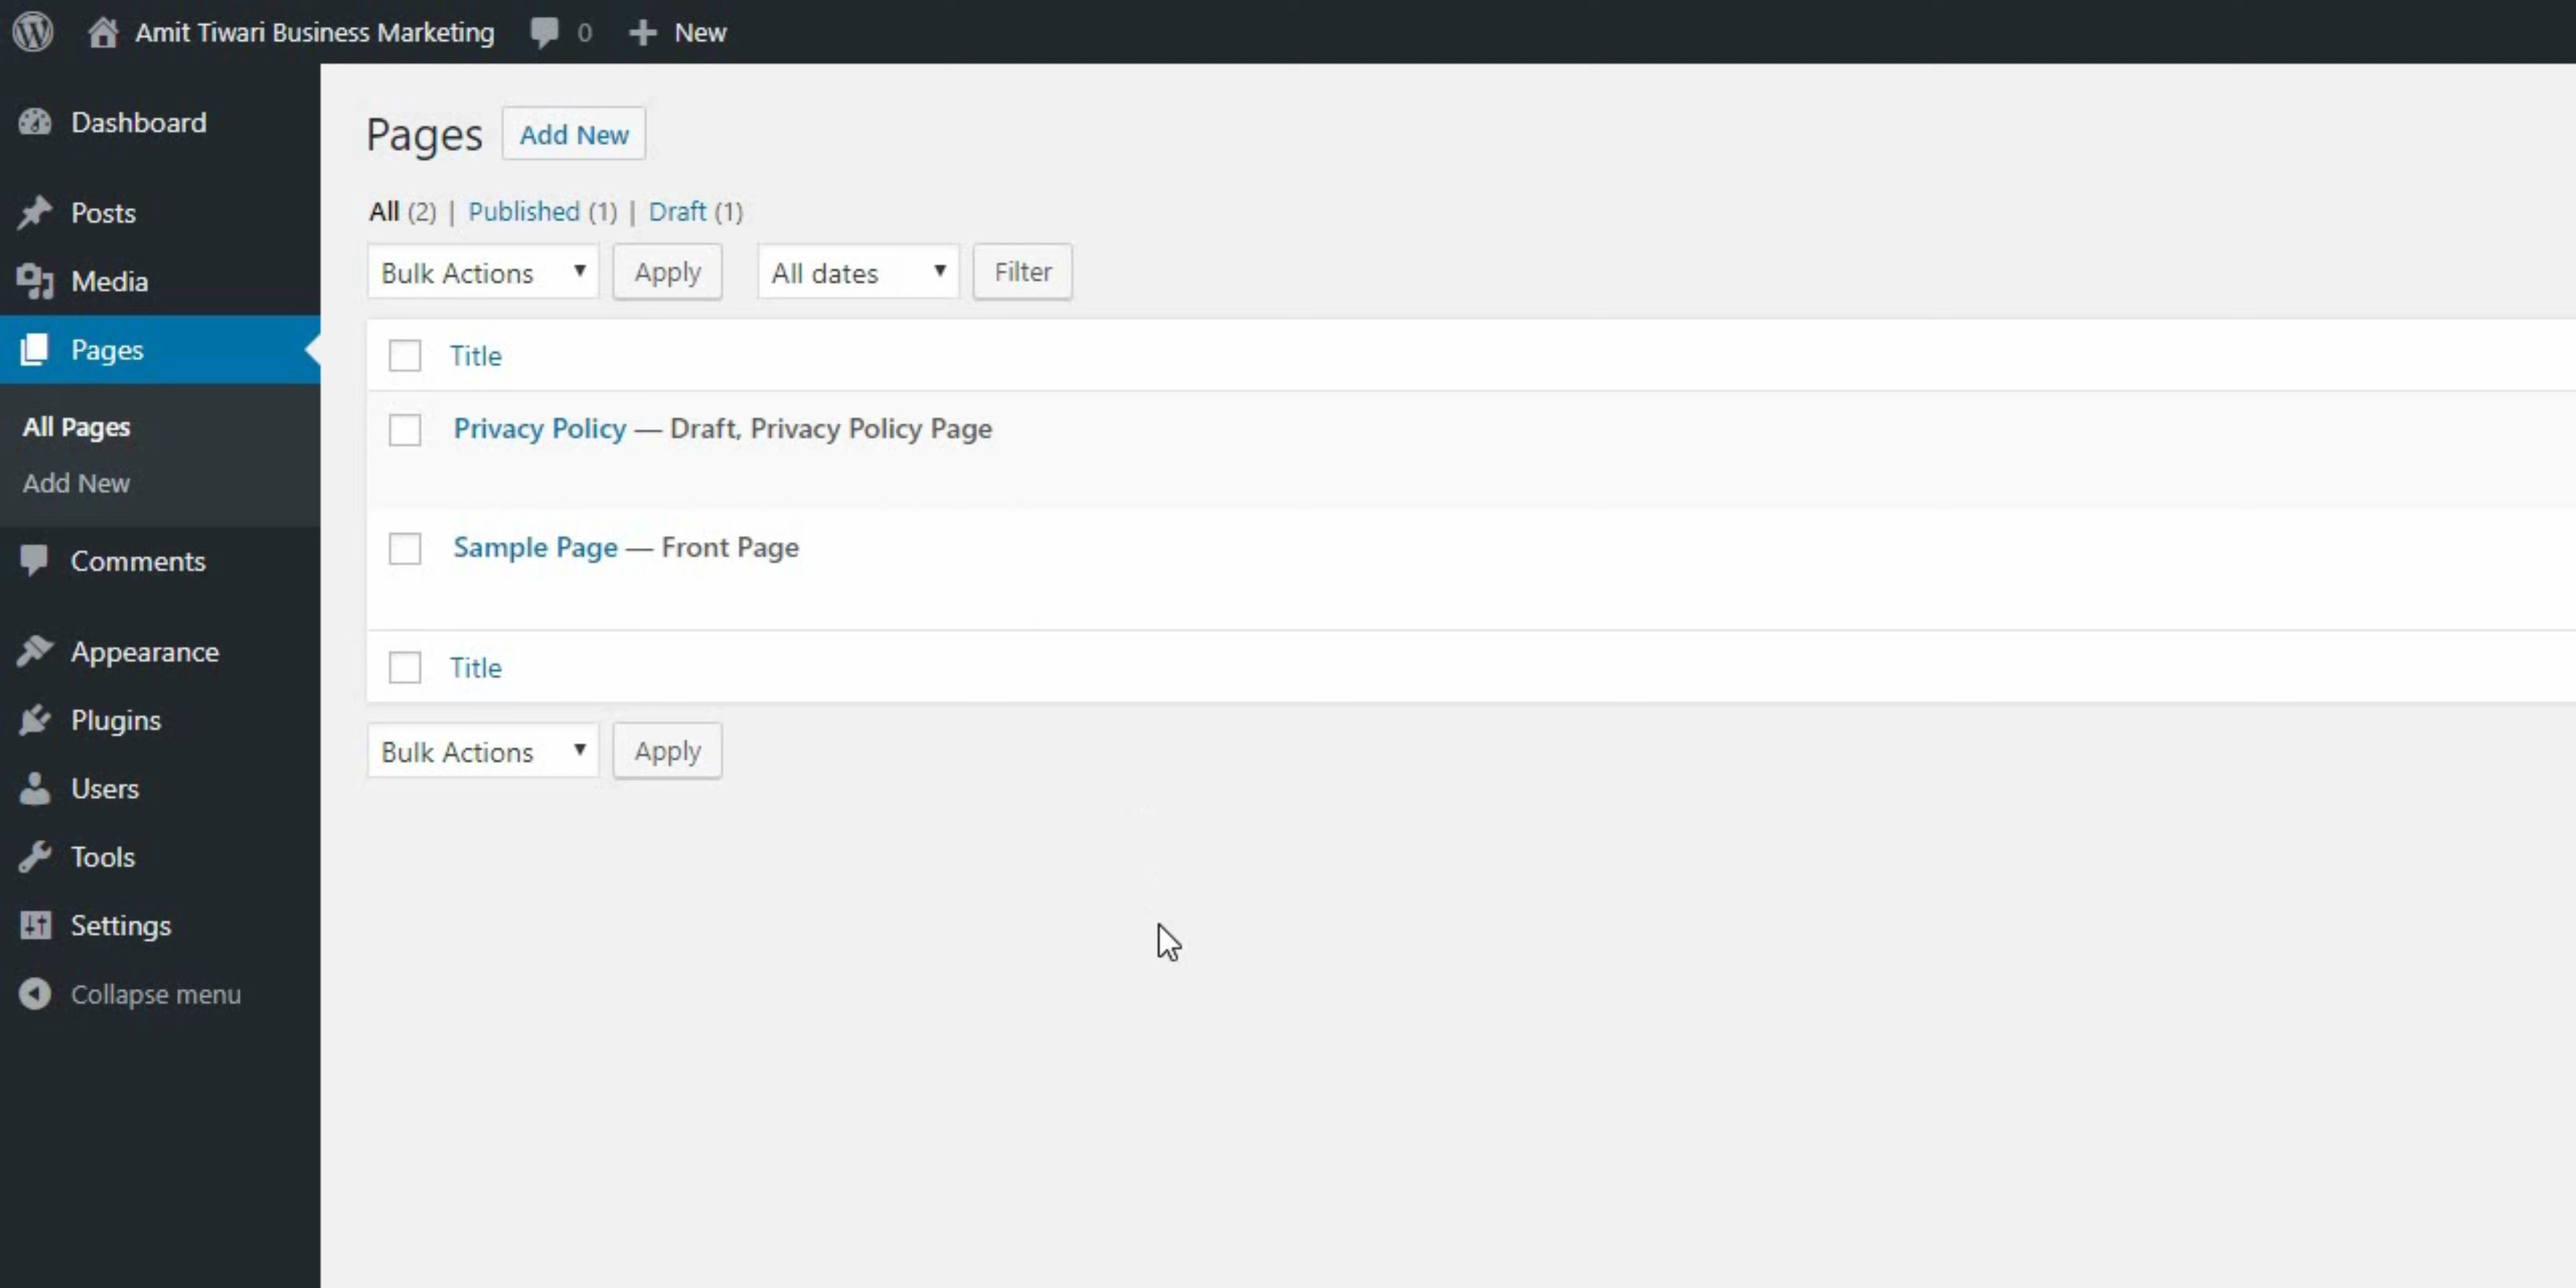 Amit Tiwari Business Marketing 0 New
Dashboard
Posts
Media
Pages
All Pages
Add New
Comments
Appearance
Plugins
Users
Tools
Settings
Collapse menu
Pages Add New
All (2) | Published (1) | Draft (1)
Bulk Actions Apply All dates Filter
Title
Privacy Policy — Draft, Privacy Policy Page
Sample Page — Front Page
Title
Bulk Actions Apply